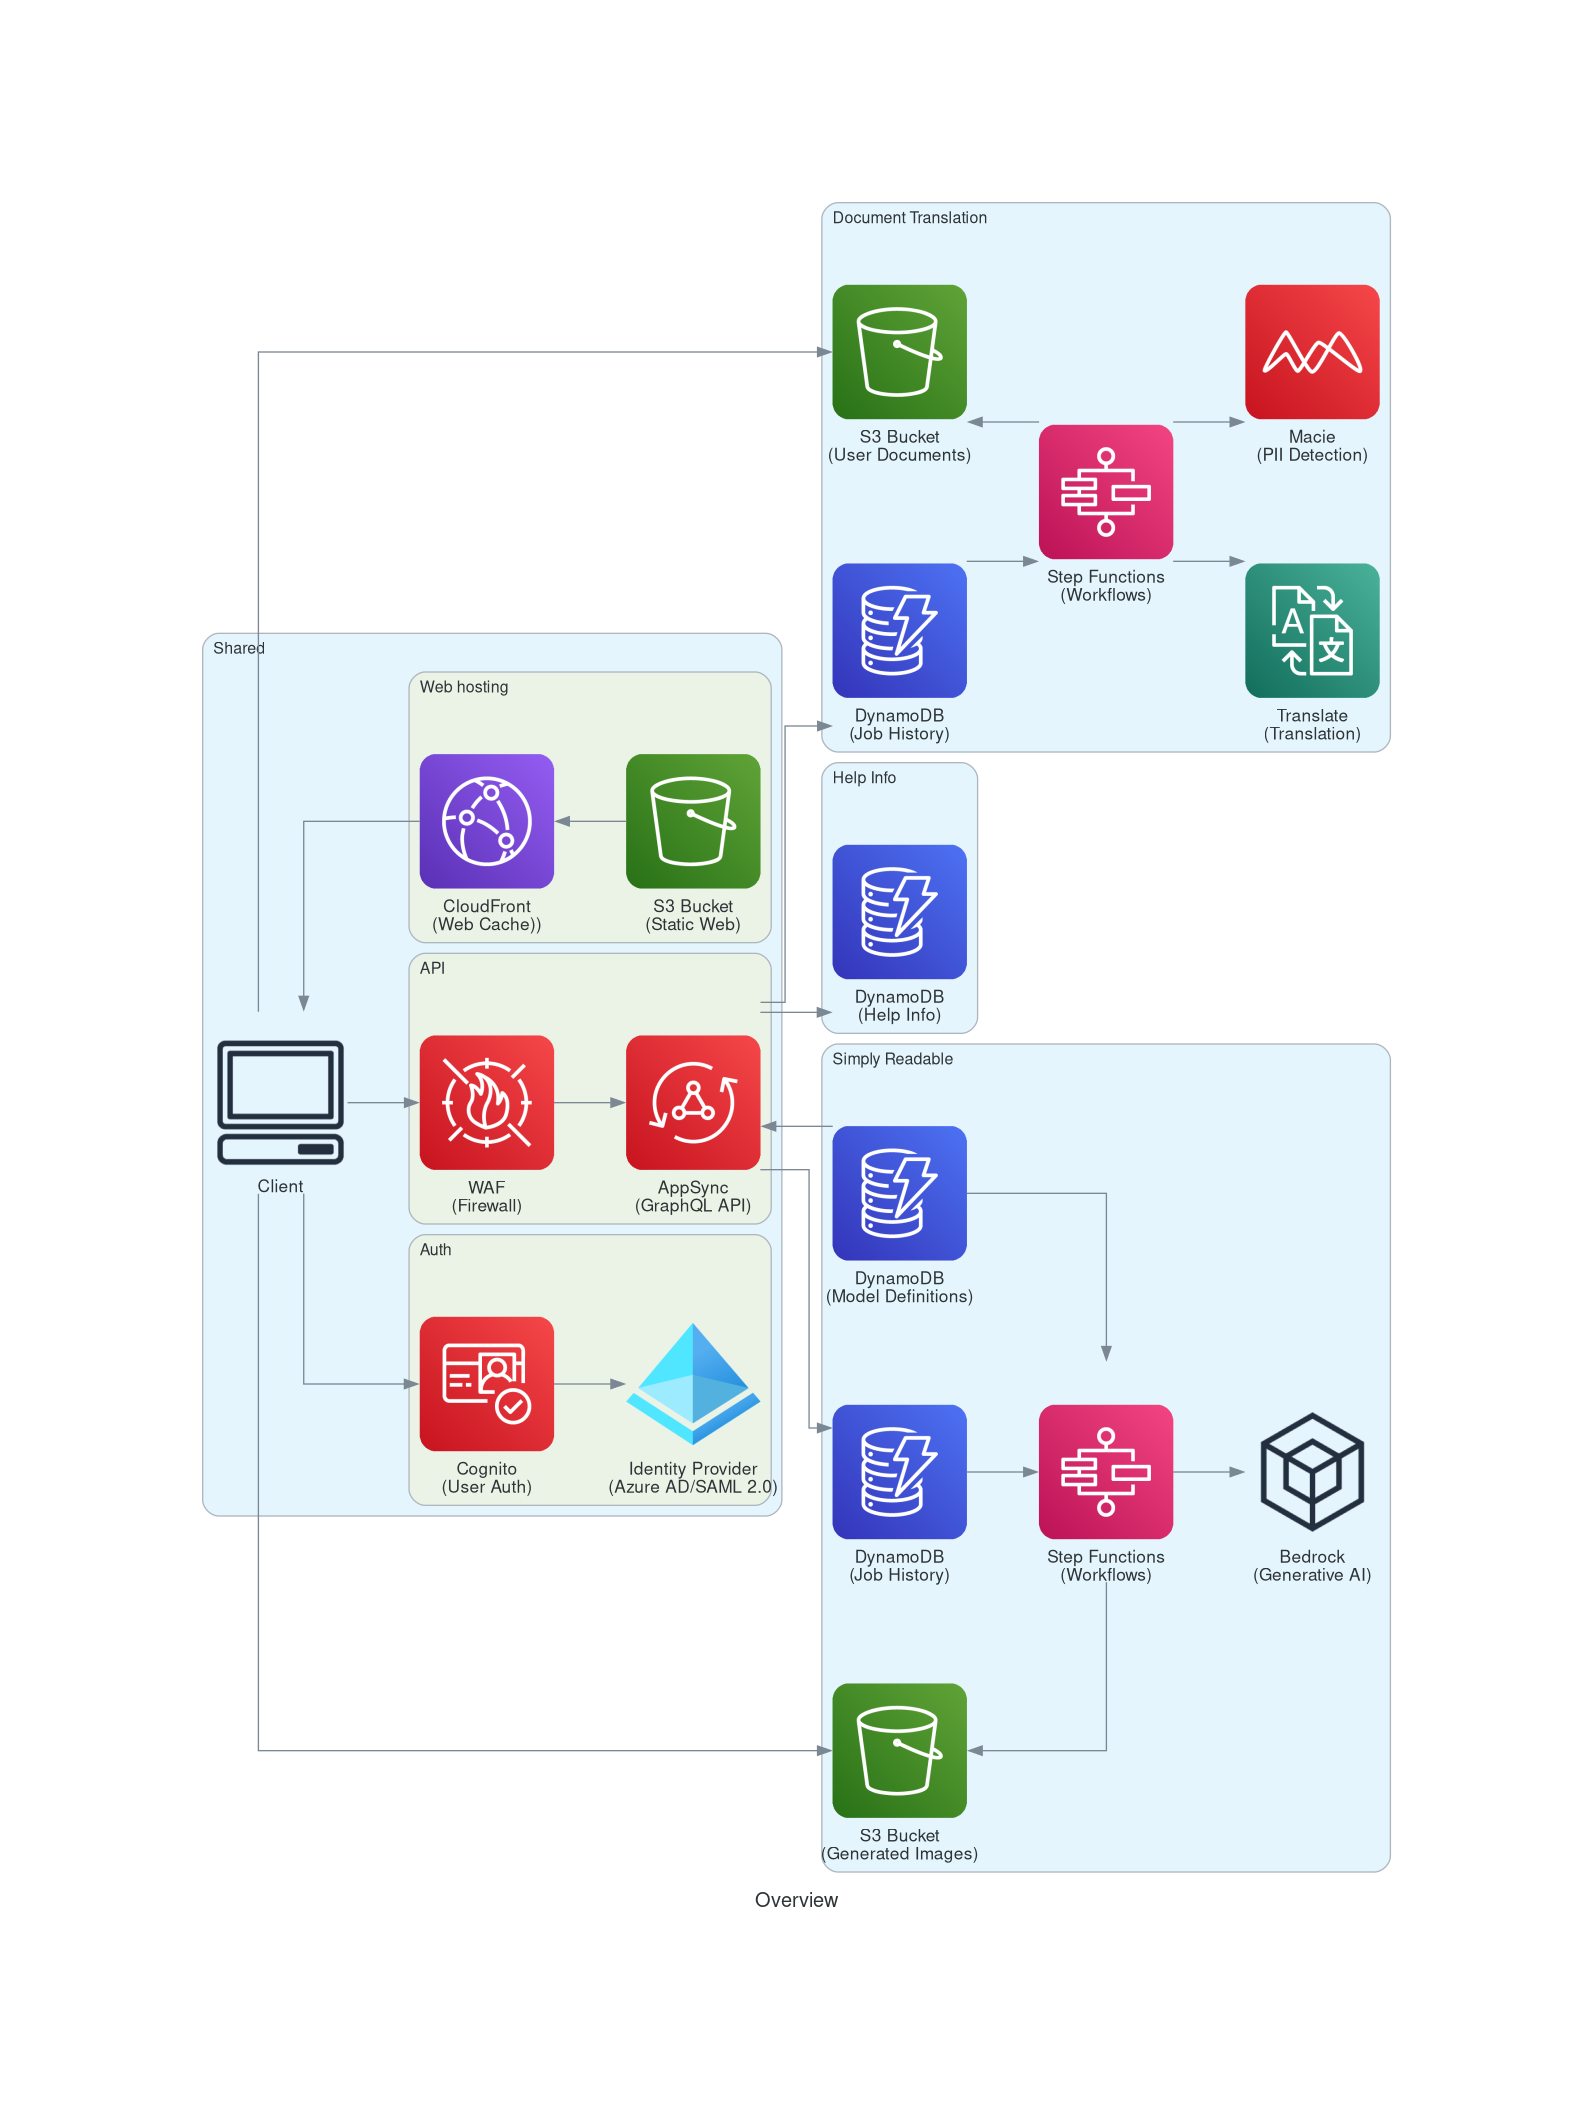 Document Translation
S3 Bucket
(User Documents)
Macie
(PII Detection)
Step Functions
(Workflows)
DynamoDB
(Job History)
Translate
(Translation)
Shared
Web hosting
CloudFront
(Web Cache))
S3 Bucket
(Static Web)
Help Info
DynamoDB
(Help Info)
API
Client
WAF
(Firewall)
AppSync
(GraphQL API)
Auth
Cognito
(User Auth)
Identity Provider
(Azure AD/SAML 2.0)
Simply Readable
DynamoDB
(Model Definitions)
DynamoDB
(Job History)
Step Functions
(Workflows)
Bedrock
(Generative AI)
S3 Bucket
(Generated Images)
Overview